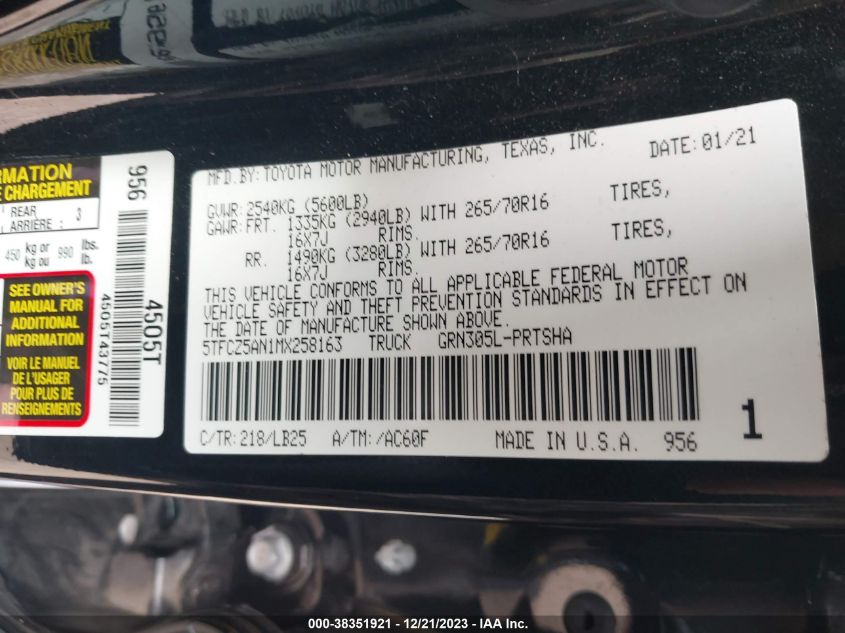 MFD.BY:TOYOTA MOTOR MANUFACTURING, TEXAS, INC. DATE:01/21
GVWR:2540KG (5600LB)
GAWR:FRT. 1335KG (2940LB) WITH 265/70R16 TIRES,
16X7J RIMS.
RR. 1490KG (3280LB) WITH 265/70R16 TIRES,
16X7J RIMS.
THIS VEHICLE CONFORMS TO ALL APPLICABLE FEDERAL MOTOR
VEHICLE SAFETY AND THEFT PREVENTION STANDARDS IN EFFECT ON
THE DATE OF MANUFACTURE SHOWN ABOVE.
5TFCZ5AN1MX258163 TRUCK GRN305L-PRTSHA
C/TR:218/LB25 A/TM:/AC60F MADE IN U.S.A. 956
1
CHARGEMENT
REAR
ARRIÈRE : 3
450 kg or
kg ou
990 lbs.
lb.
SEE OWNER'S
MANUAL FOR
ADDITIONAL
INFORMATION
VOIR LE MANUEL
DE L'USAGER
POUR PLUS DE
RENSEIGNEMENTS
956
4505T
4505T43775
000-38351921 - 12/21/2023 - IAA Inc.